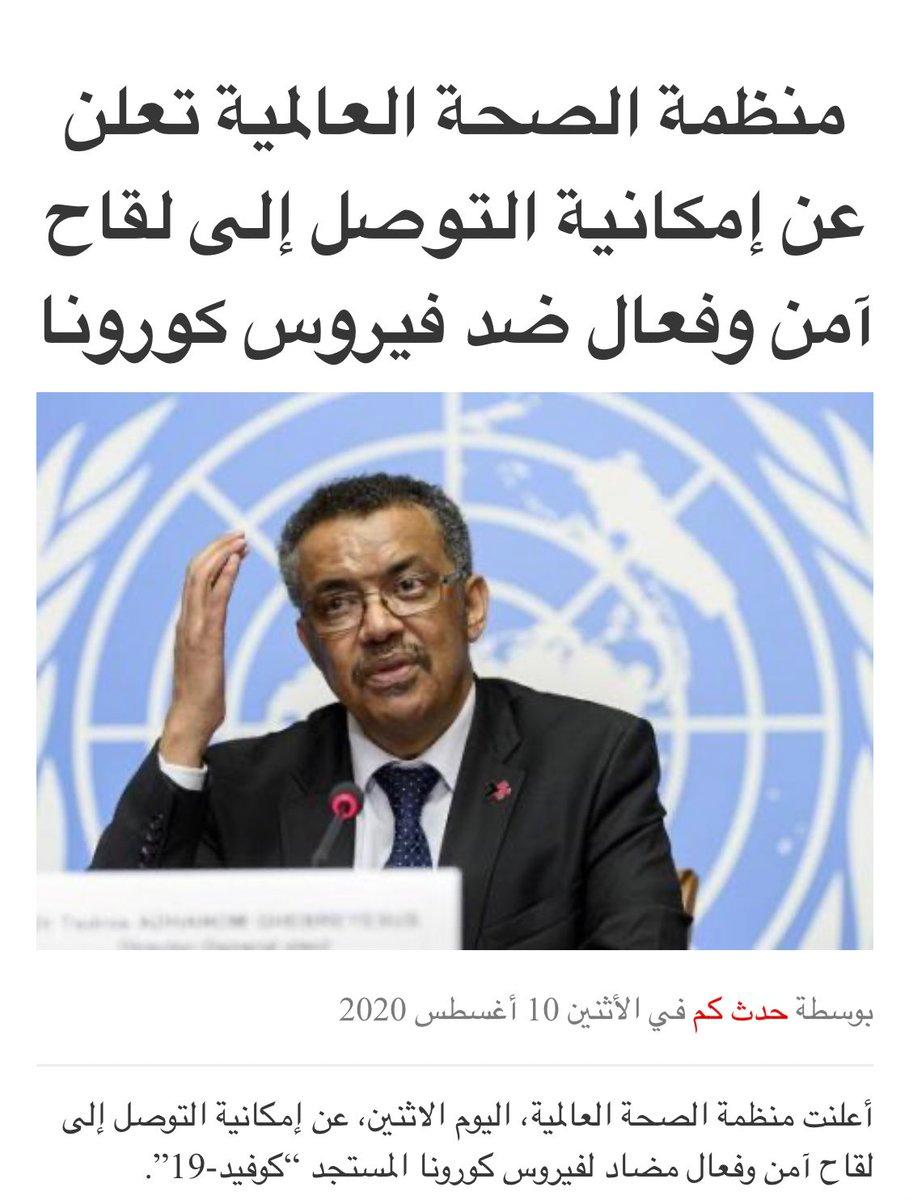 منظمة الصحة العالمية تعلن
عن إمكانية التوصل إلى لقاح
آمن وفعال ضد فيروس كورونا
Tedros ADHANOM GHEBREYESUS
Director General elect
بوسطة حدث كم في الأثنين 10 أغسطس 2020
أعلنت منظمة الصحة العالمية، اليوم الاثنين، عن إمكانية التوصل إلى
لقاح آمن وفعال مضاد لفيروس كورونا المستجد “كوفيد-19”.